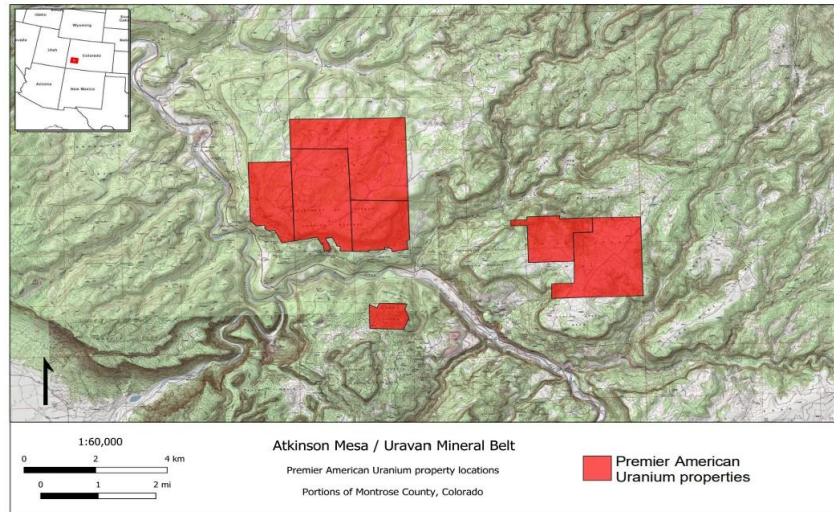 Idaho
Wyoming
Utah
Colorado
Arizona
New Mexico
1:60,000
0 2 4 km
0 1 2 mi
Atkinson Mesa / Uravan Mineral Belt
Premier American Uranium property locations
Portions of Montrose County, Colorado
Premier American
Uranium properties